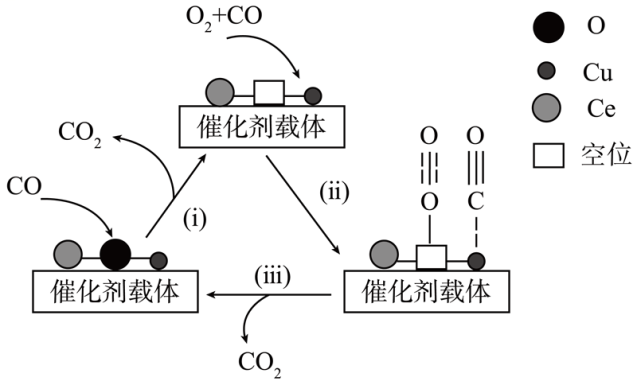 O₂+CO
O
Cu
Ce
空位
催化剂载体
CO₂
CO
(i)
(ii)
O O
O C
催化剂载体
(iii)
催化剂载体
CO₂